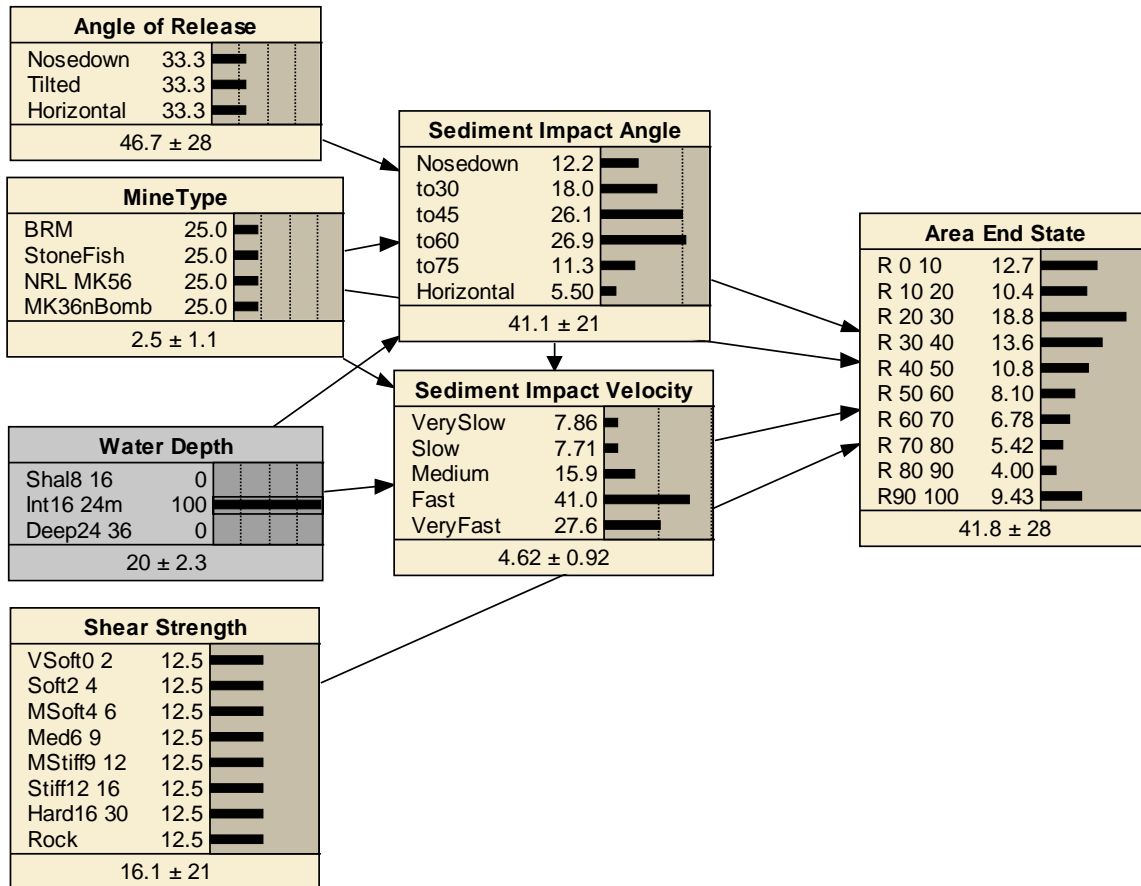 Angle of Release
Nosedown 33.3
Tilted 33.3
Horizontal 33.3
46.7 ± 28
MineType
BRM 25.0
StoneFish 25.0
NRL MK56 25.0
MK36nBomb 25.0
2.5 ± 1.1
Water Depth
Shal8 16 0
Int16 24m 100
Deep24 36 0
20 ± 2.3
Shear Strength
VSoft0 2 12.5
Soft2 4 12.5
MSoft4 6 12.5
Med6 9 12.5
MStiff9 12 12.5
Stiff12 16 12.5
Hard16 30 12.5
Rock 12.5
16.1 ± 21
Sediment Impact Angle
Nosedown 12.2
to30 18.0
to45 26.1
to60 26.9
to75 11.3
Horizontal 5.50
41.1 ± 21
Sediment Impact Velocity
VerySlow 7.86
Slow 7.71
Medium 15.9
Fast 41.0
VeryFast 27.6
4.62 ± 0.92
Area End State
R 0 10 12.7
R 10 20 10.4
R 20 30 18.8
R 30 40 13.6
R 40 50 10.8
R 50 60 8.10
R 60 70 6.78
R 70 80 5.42
R 80 90 4.00
R90 100 9.43
41.8 ± 28